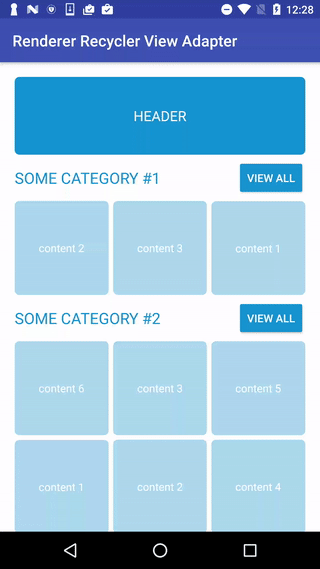 12:28
Renderer Recycler View Adapter
HEADER
SOME CATEGORY #1
VIEW ALL
content 2
content 3
content 1
SOME CATEGORY #2
VIEW ALL
content 6
content 3
content 5
content 1
content 2
content 4